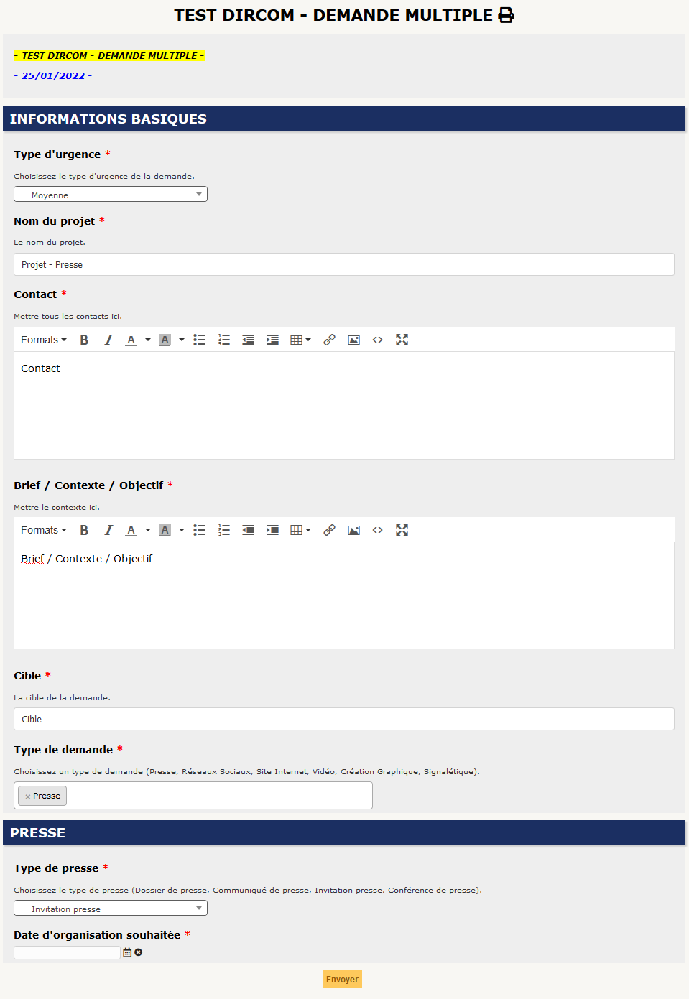 TEST DIRCOM - DEMANDE MULTIPLE
- TEST DIRCOM - DEMANDE MULTIPLE -
- 25/01/2022 -
INFORMATIONS BASIQUES
Type d'urgence *
Choisissez le type d'urgence de la demande.
Moyenne
Nom du projet *
Le nom du projet.
Projet - Presse
Contact *
Mettre tous les contacts ici.
Formats B I A A
Contact
Brief / Contexte / Objectif *
Mettre le contexte ici.
Formats B I A A
Brief / Contexte / Objectif
Cible *
La cible de la demande.
Cible
Type de demande *
Choisissez un type de demande (Presse, Réseaux Sociaux, Site Internet, Vidéo, Création Graphique, Signalétique).
× Presse
PRESSE
Type de presse *
Choisissez le type de presse (Dossier de presse, Communiqué de presse, Invitation presse, Conférence de presse).
Invitation presse
Date d'organisation souhaitée *
Envoyer